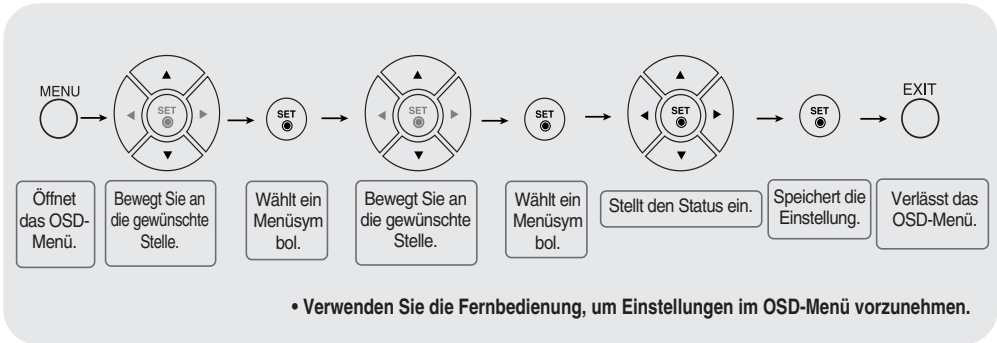 MENU
SET
SET
SET
SET
SET
SET
EXIT
Öffnet
das OSD-
Menü.
Bewegt Sie an
die gewünschte
Stelle.
Wählt ein
Menüsym
bol.
Bewegt Sie an
die gewünschte
Stelle.
Wählt ein
Menüsym
bol.
Stellt den Status ein.
Speichert die
Einstellung.
Verlässt das
OSD-Menü.
• Verwenden Sie die Fernbedienung, um Einstellungen im OSD-Menü vorzunehmen.